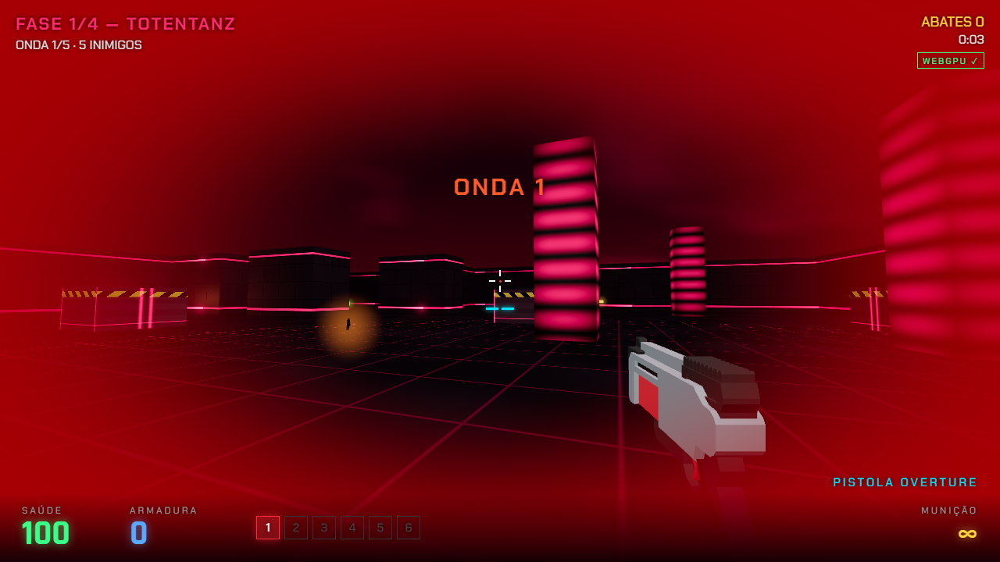 FASE 1/4 — TOTENTANZ
ONDA 1/5 · 5 INIMIGOS
ABATES 0
0:03
WEBGPU ✓
ONDA 1
PISTOLA OVERTURE
SAÚDE
100
ARMADURA
0
1 2 3 4 5 6
MUNIÇÃO
∞